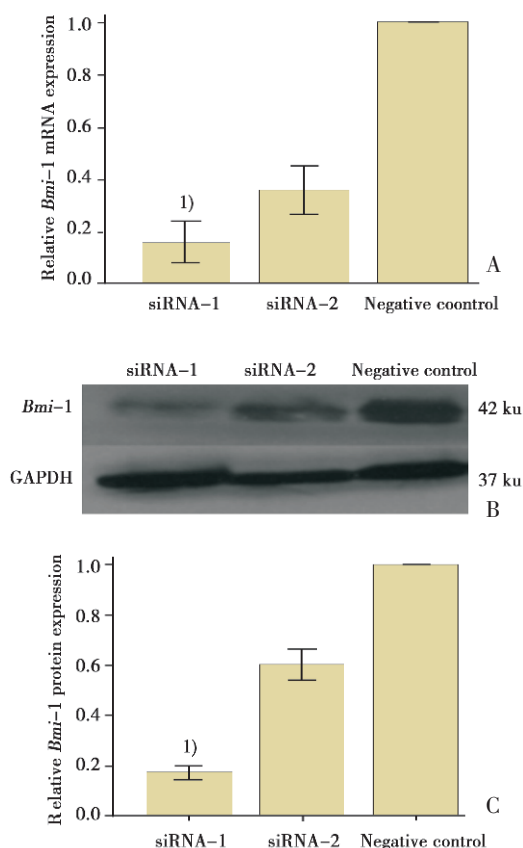 Relative Bmi-1 mRNA expression
1.0
0.8
0.6
0.4
0.2
0.0
1)
A
siRNA-1 siRNA-2 Negative coontrol
siRNA-1 siRNA-2 Negative control
Bmi-1 42 ku
GAPDH 37 ku
B
Relative Bmi-1 protein expression
1.0
0.8
0.6
0.4
0.2
0.0
1)
C
siRNA-1 siRNA-2 Negative control